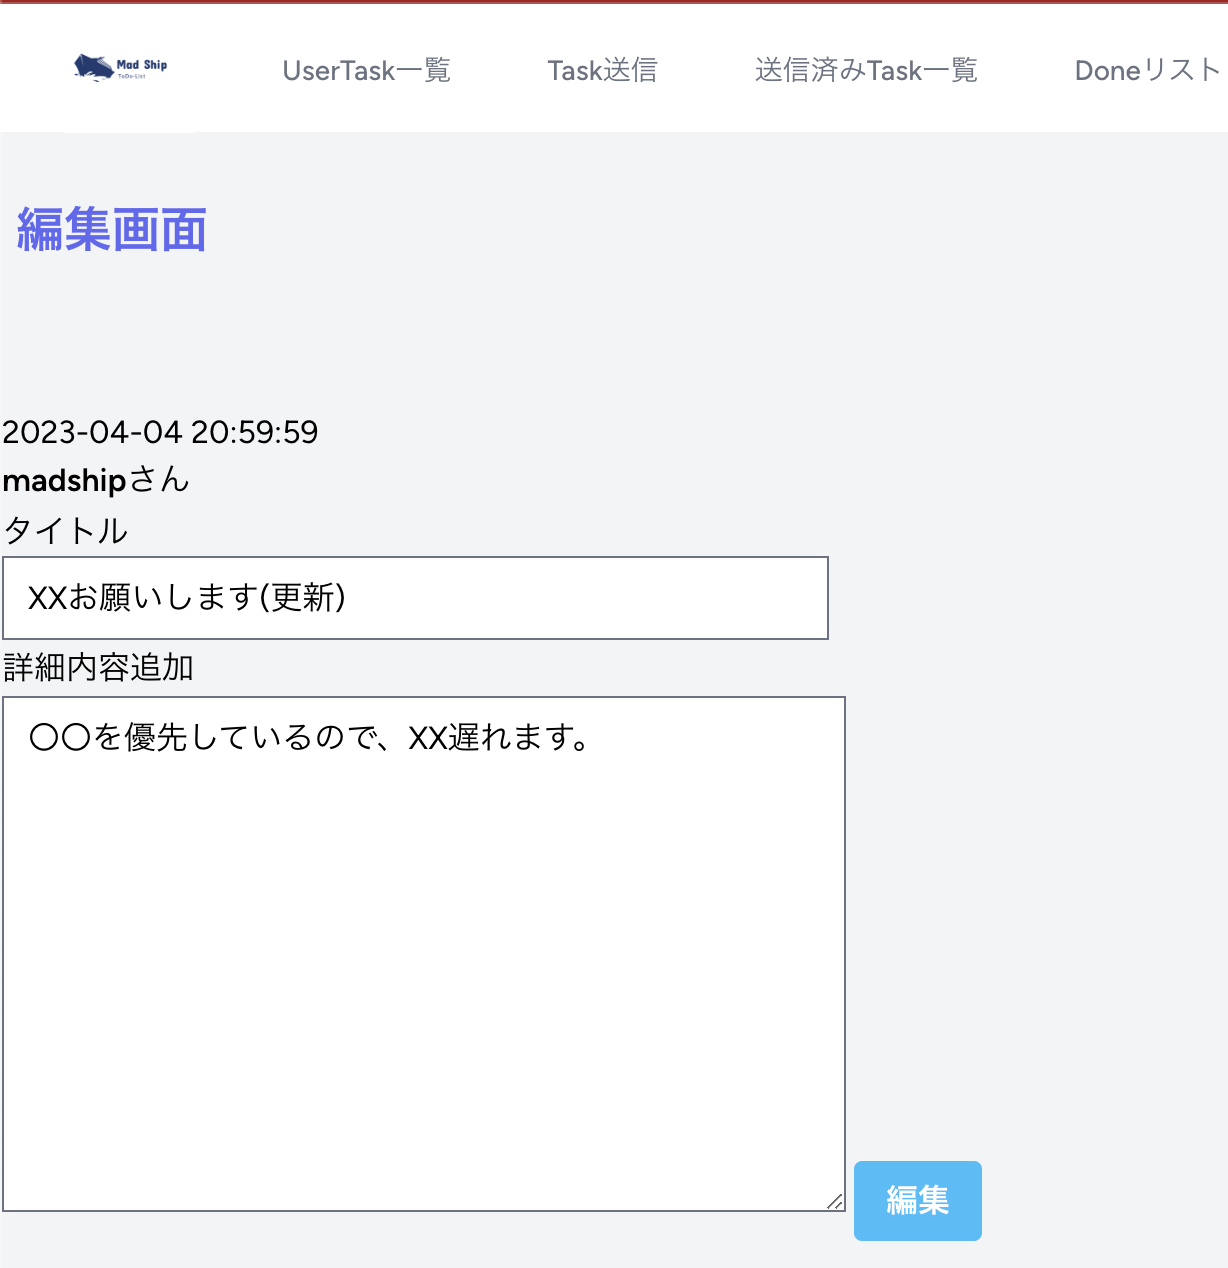 Mad Ship
ToDo-List
UserTask一覧
Task送信
送信済みTask一覧
Doneリスト
編集画面
2023-04-04 20:59:59
madshipさん
タイトル
XXお願いします(更新)
詳細内容追加
〇〇を優先しているので、XX遅れます。
編集